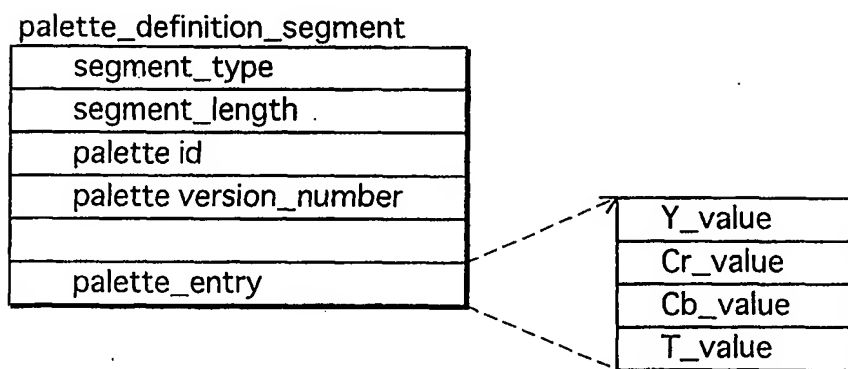 palette_definition_segment
segment_type
segment_length
palette id
palette version_number
palette_entry
Y_value
Cr_value
Cb_value
T_value